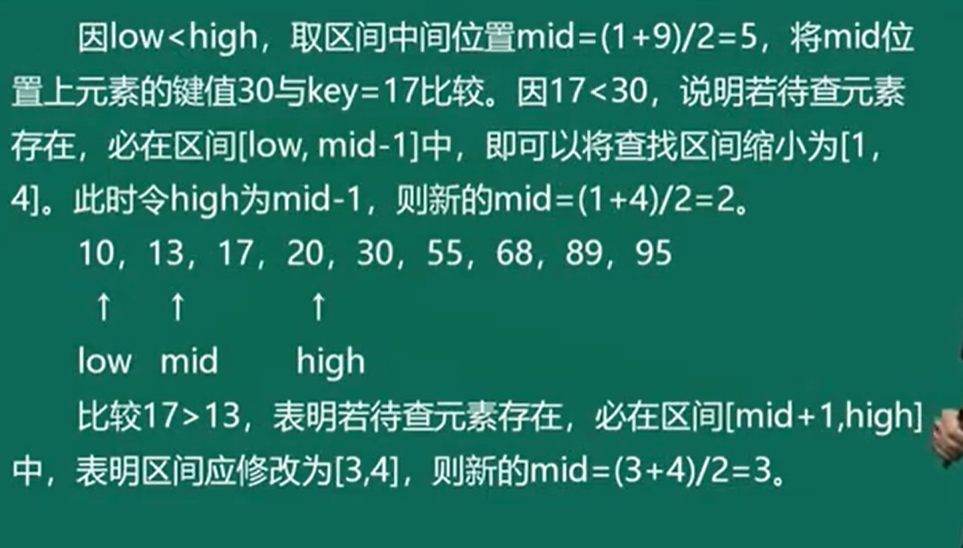 因low<high，取区间中间位置mid=(1+9)/2=5，将mid位
置上元素的键值30与key=17比较。因17<30，说明若待查元素
存在，必在区间[low, mid-1]中，即可以将查找区间缩小为[1,
4]。此时令high为mid-1，则新的mid=(1+4)/2=2。
10，13，17，20，30，55，68，89，95
↑ ↑ ↑
low mid high
比较17>13，表明若待查元素存在，必在区间[mid+1,high]
中，表明区间应修改为[3,4]，则新的mid=(3+4)/2=3。